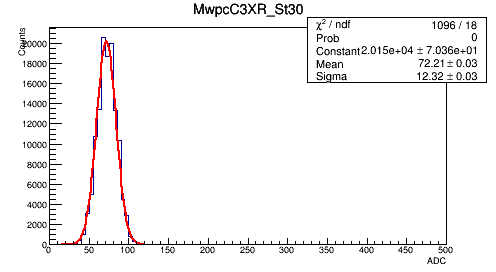 MwpcC3XR_St30
χ² / ndf 1096 / 18
Prob 0
Constant 2.015e+04 ± 7.036e+01
Mean 72.21 ± 0.03
Sigma 12.32 ± 0.03
Counts
20000
18000
16000
14000
12000
10000
8000
6000
4000
2000
0
0 50 100 150 200 250 300 350 400 450 500
ADC